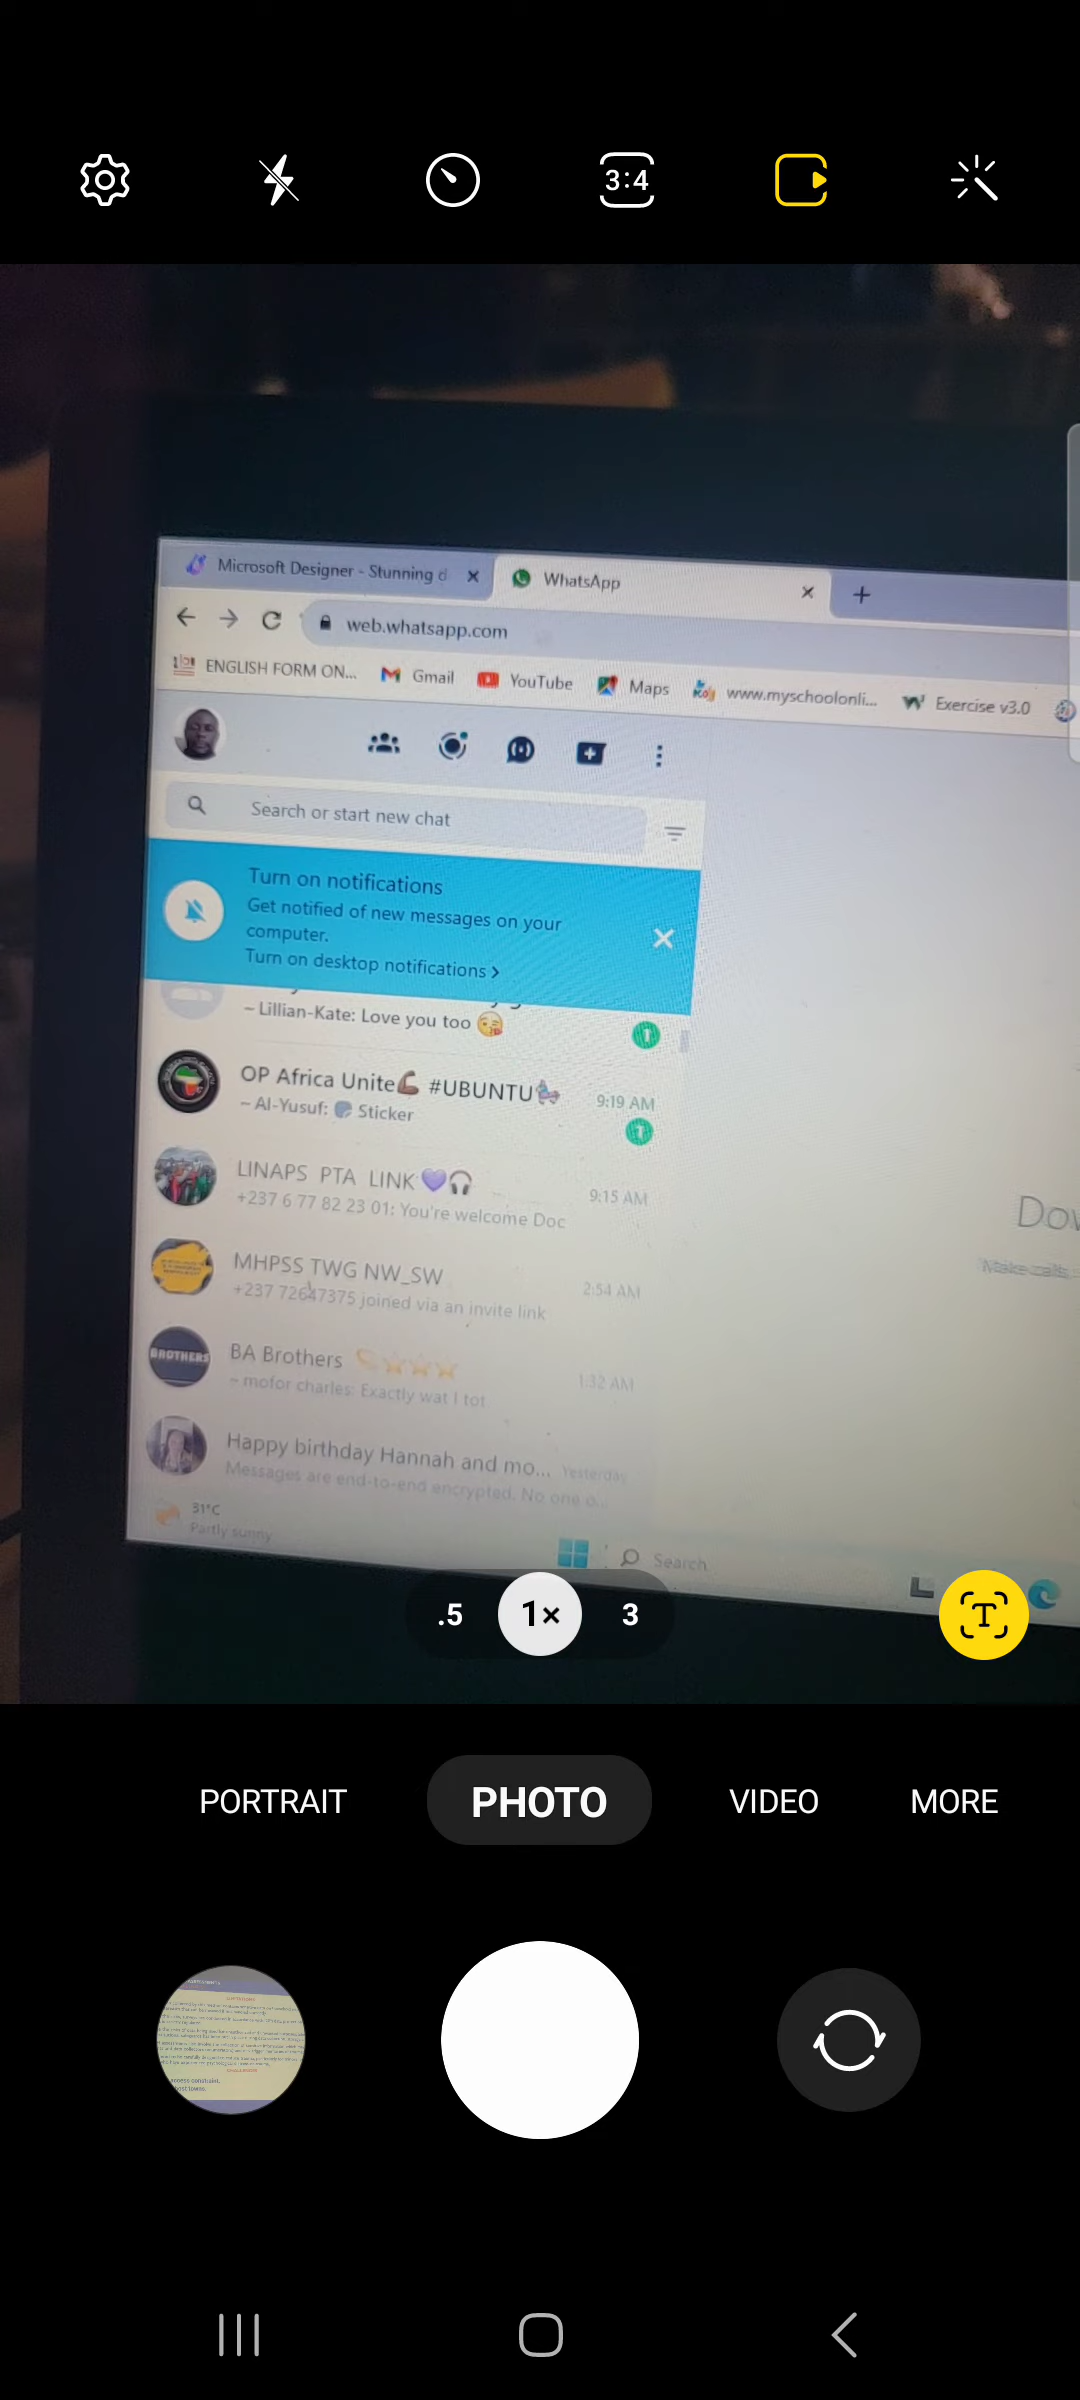 3:4
Microsoft Designer - Stunning d
WhatsApp
web.whatsapp.com
ENGLISH FORM ON... Gmail YouTube Maps www.myschoolonli... Exercise v3.0
Search or start new chat
Turn on notifications
Get notified of new messages on your
computer.
Turn on desktop notifications >
~ Lillian-Kate: Love you too 😘
OP Africa Unite💪🏿 #UBUNTU 9:19 AM
~ Al-Yusuf: Sticker
LINAPS PTA LINK 💜🎧 9:15 AM
+237 6 77 82 23 01: You're welcome Doc
MHPSS TWG NW_SW 2:54 AM
+237 72647375 joined via an invite link
BROTHERS
BA Brothers 1:32 AM
~ mofor charles: Exactly wat I tot
Happy birthday Hannah and mo... Yesterday
Messages are end-to-end encrypted. No one o...
Dow
Make calls
31°C
Partly sunny
Search
.5 1× 3
T
PORTRAIT PHOTO VIDEO MORE